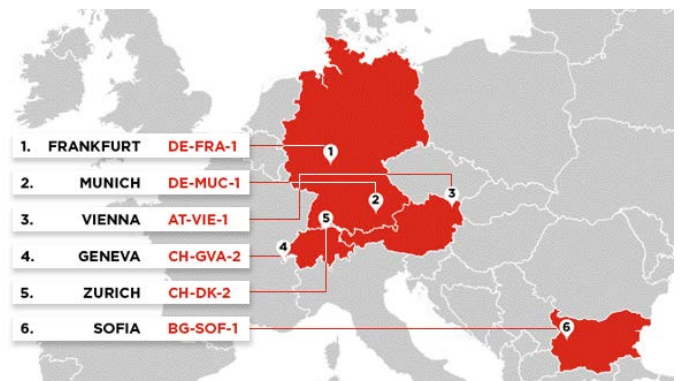 1. FRANKFURT DE-FRA-1
2. MUNICH DE-MUC-1
3. VIENNA AT-VIE-1
4. GENEVA CH-GVA-2
5. ZURICH CH-DK-2
6. SOFIA BG-SOF-1
1
2
3
5
4
6